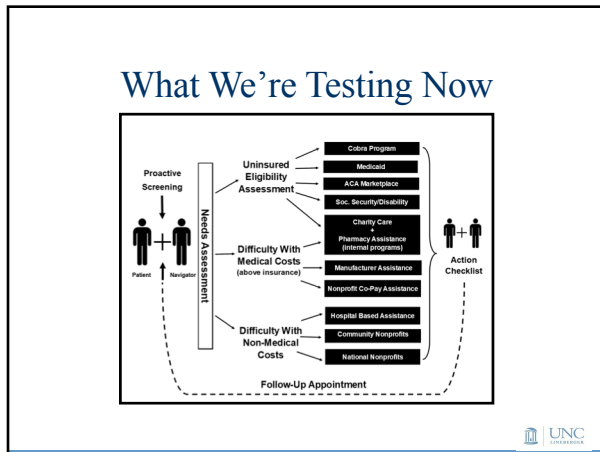 What We're Testing Now
Proactive
Screening
Patient
Navigator
Needs Assessment
Uninsured
Eligibility
Assessment
Difficulty With
Medical Costs
(above insurance)
Difficulty With
Non-Medical
Costs
Cobra Program
Medicaid
ACA Marketplace
Soc. Security/Disability
Charity Care
+
Pharmacy Assistance
(internal programs)
Manufacturer Assistance
Nonprofit Co-Pay Assistance
Hospital Based Assistance
Community Nonprofits
National Nonprofits
Action
Checklist
Follow-Up Appointment
UNC
LINEBERGER